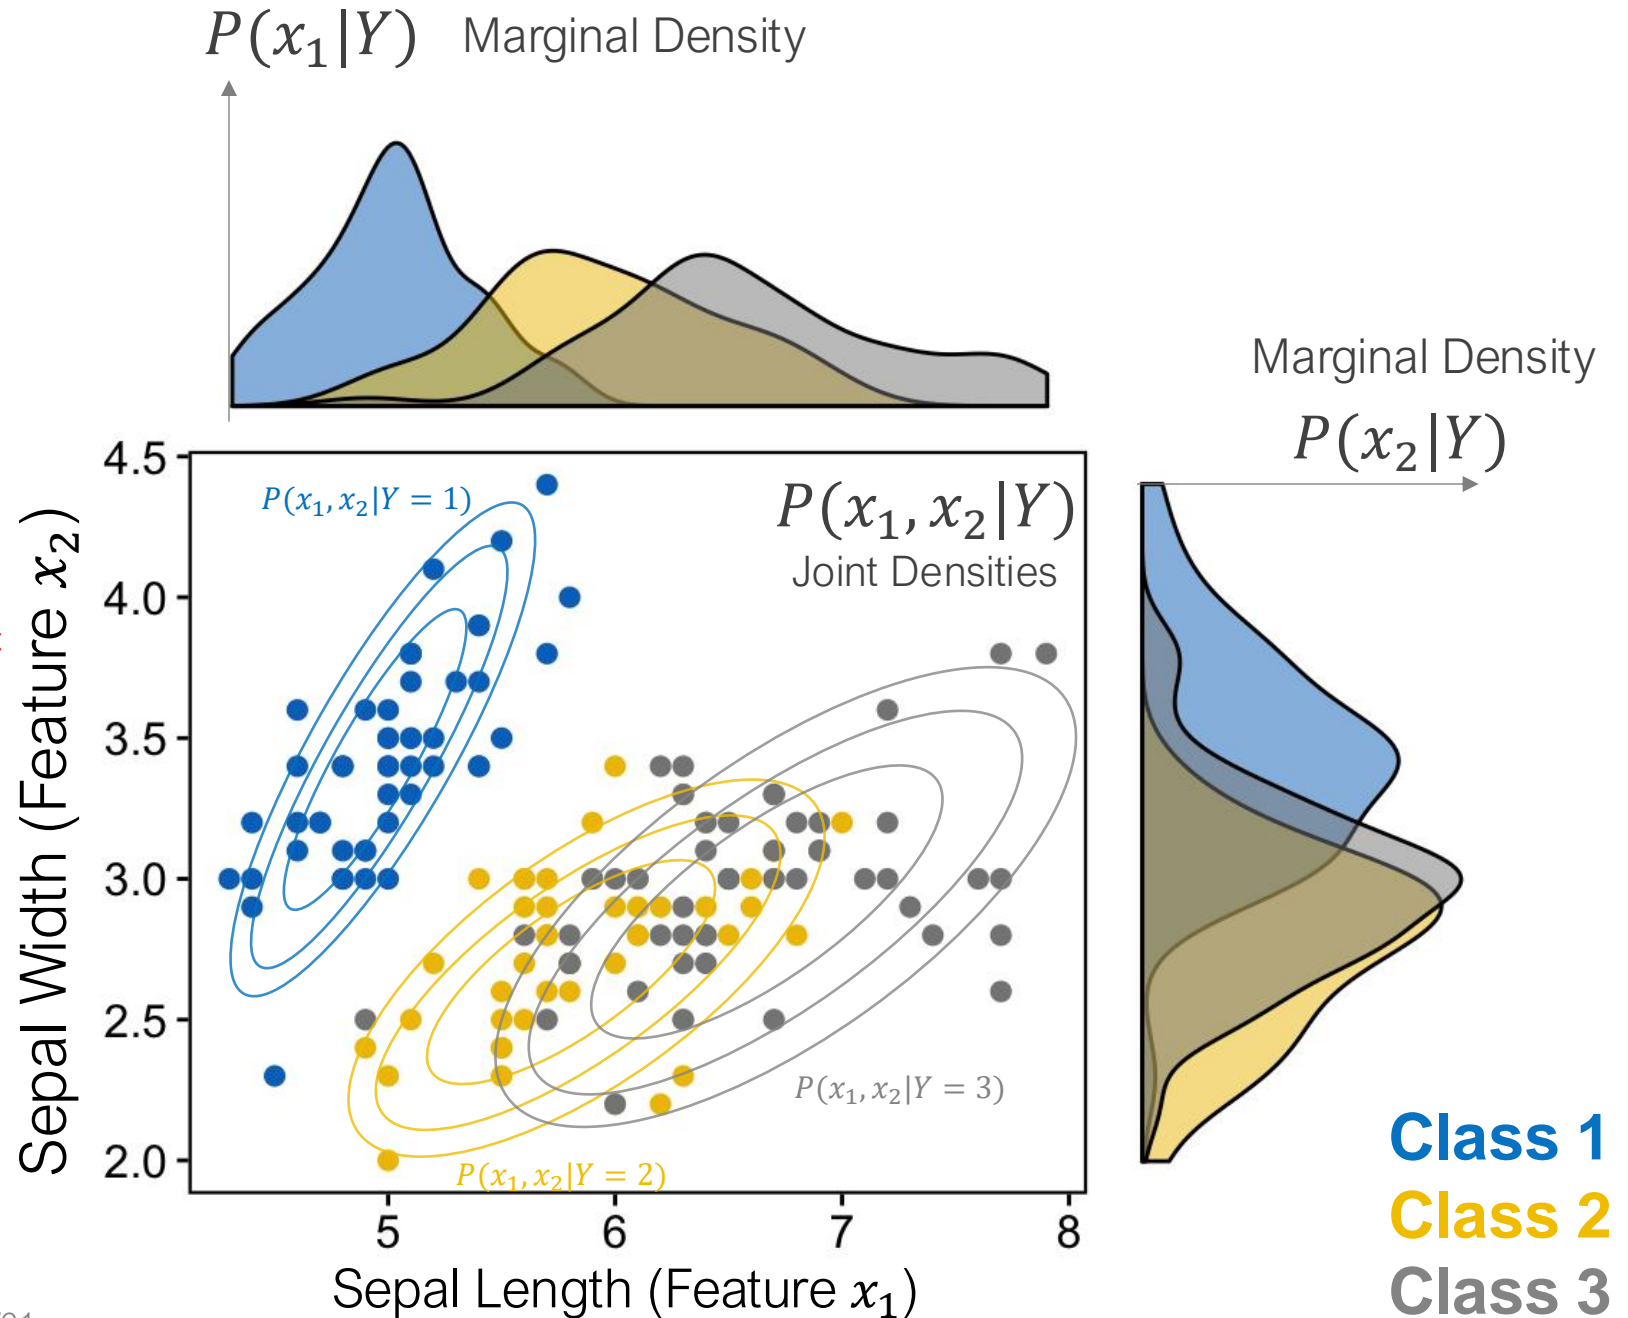 P(x₁|Y) Marginal Density
Marginal Density
P(x₂|Y)
4.5
4.0
3.5
3.0
2.5
2.0
Sepal Width (Feature x₂)
P(x₁, x₂|Y = 1)
P(x₁, x₂|Y)
Joint Densities
P(x₁, x₂|Y = 3)
P(x₁, x₂|Y = 2)
5 6 7 8
Sepal Length (Feature x₁)
Class 1
Class 2
Class 3